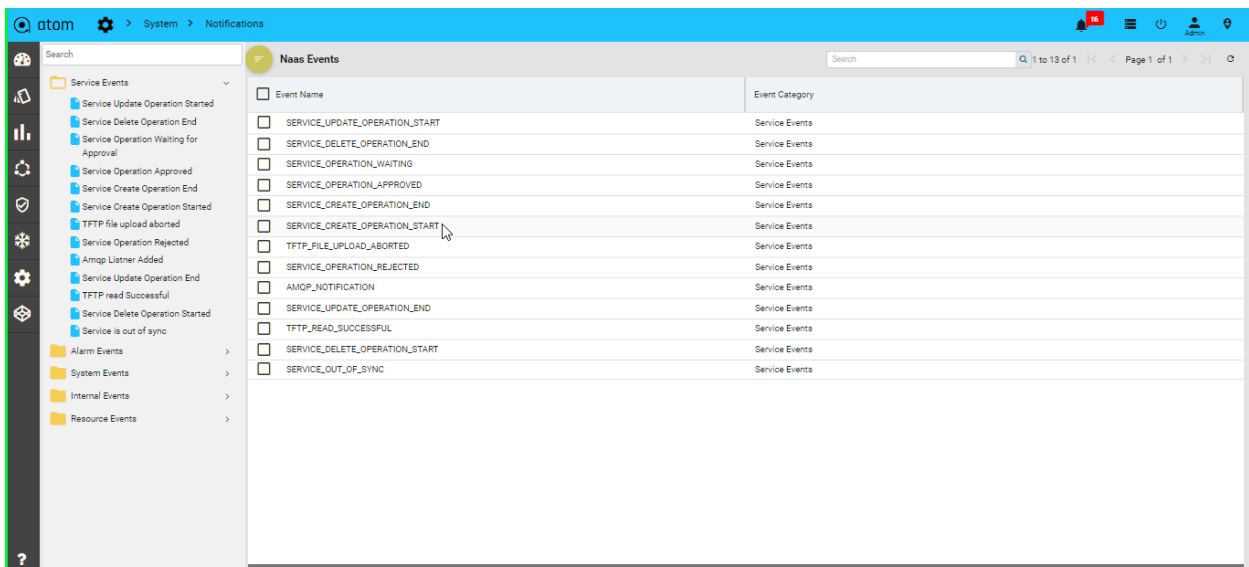 atom > System > Notifications
16
Admin
Search
Service Events
Service Update Operation Started
Service Delete Operation End
Service Operation Waiting for
Approval
Service Operation Approved
Service Create Operation End
Service Create Operation Started
TFTP file upload aborted
Service Operation Rejected
Amqp Listner Added
Service Update Operation End
TFTP read Successful
Service Delete Operation Started
Service is out of sync
Alarm Events
System Events
Internal Events
Resource Events
?
Naas Events
Search
1 to 13 of 1 |< < Page 1 of 1 > >|
Event Name Event Category
SERVICE_UPDATE_OPERATION_START Service Events
SERVICE_DELETE_OPERATION_END Service Events
SERVICE_OPERATION_WAITING Service Events
SERVICE_OPERATION_APPROVED Service Events
SERVICE_CREATE_OPERATION_END Service Events
SERVICE_CREATE_OPERATION_START Service Events
TFTP_FILE_UPLOAD_ABORTED Service Events
SERVICE_OPERATION_REJECTED Service Events
AMQP_NOTIFICATION Service Events
SERVICE_UPDATE_OPERATION_END Service Events
TFTP_READ_SUCCESSFUL Service Events
SERVICE_DELETE_OPERATION_START Service Events
SERVICE_OUT_OF_SYNC Service Events